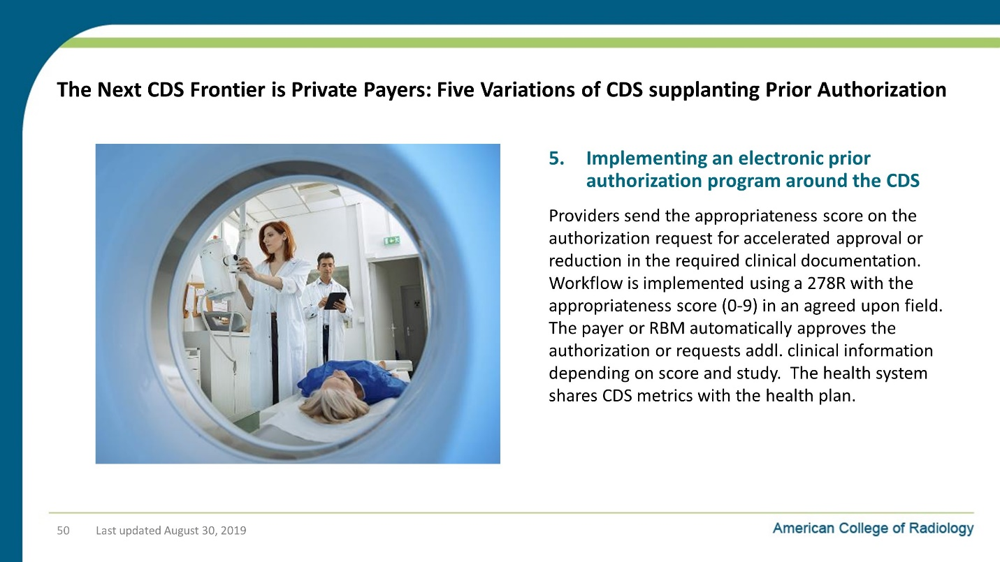 The Next CDS Frontier is Private Payers: Five Variations of CDS supplanting Prior Authorization
5. Implementing an electronic prior
authorization program around the CDS
Providers send the appropriateness score on the
authorization request for accelerated approval or
reduction in the required clinical documentation.
Workflow is implemented using a 278R with the
appropriateness score (0-9) in an agreed upon field.
The payer or RBM automatically approves the
authorization or requests addl. clinical information
depending on score and study.  The health system
shares CDS metrics with the health plan.
50 Last updated August 30, 2019
American College of Radiology